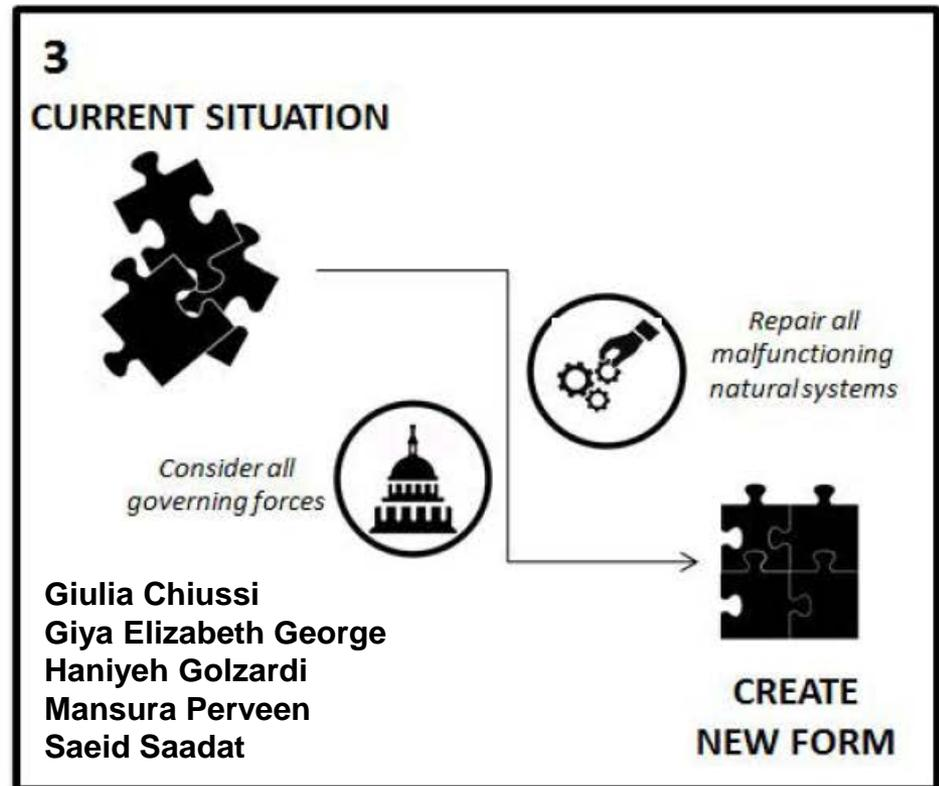 3
CURRENT SITUATION
Repair all
malfunctioning
natural systems
Consider all
governing forces
Giulia Chiussi
Giya Elizabeth George
Haniyeh Golzardi
Mansura Perveen
Saeid Saadat
CREATE
NEW FORM